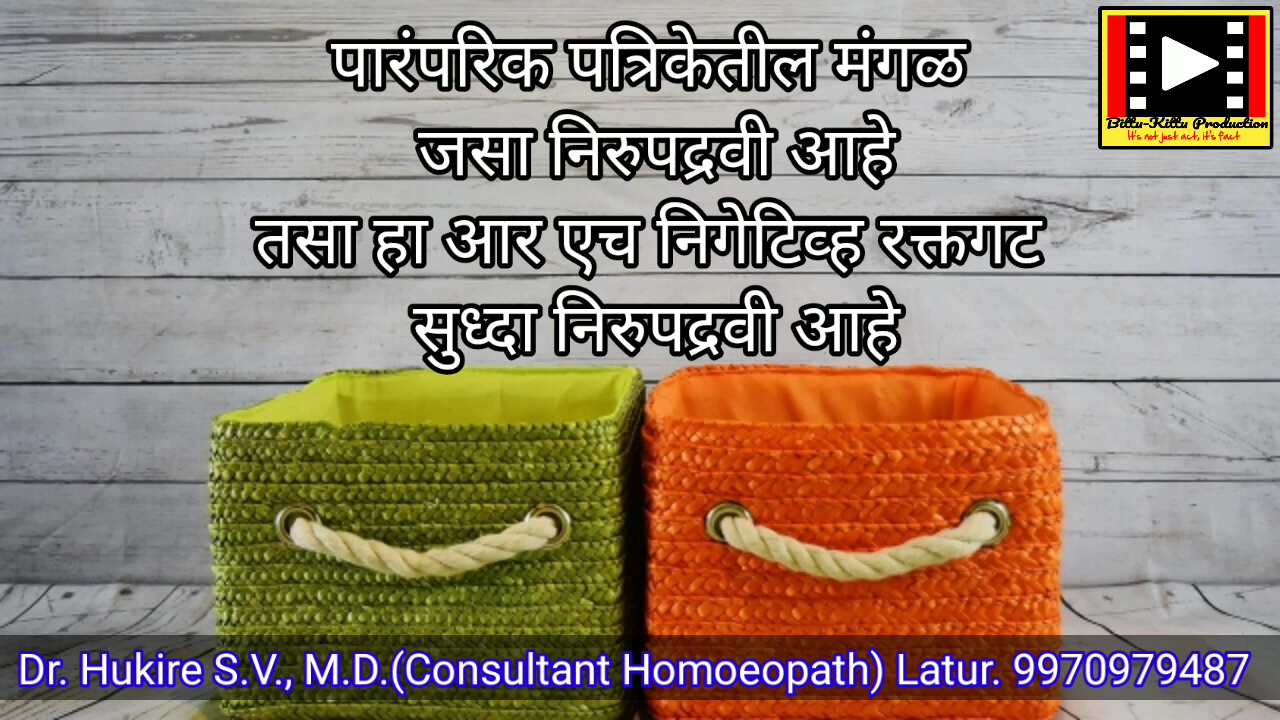 पारंपरिक पत्रिकेतील मंगळ
जसा निरुपद्रवी आहे
तसा हा आर एच निगेटिव्ह रक्तगट
सुध्दा निरुपद्रवी आहे
Bittu-Kittu Production
It's not just act, it's fact
Dr. Hukire S.V., M.D.(Consultant Homoeopath) Latur. 9970979487